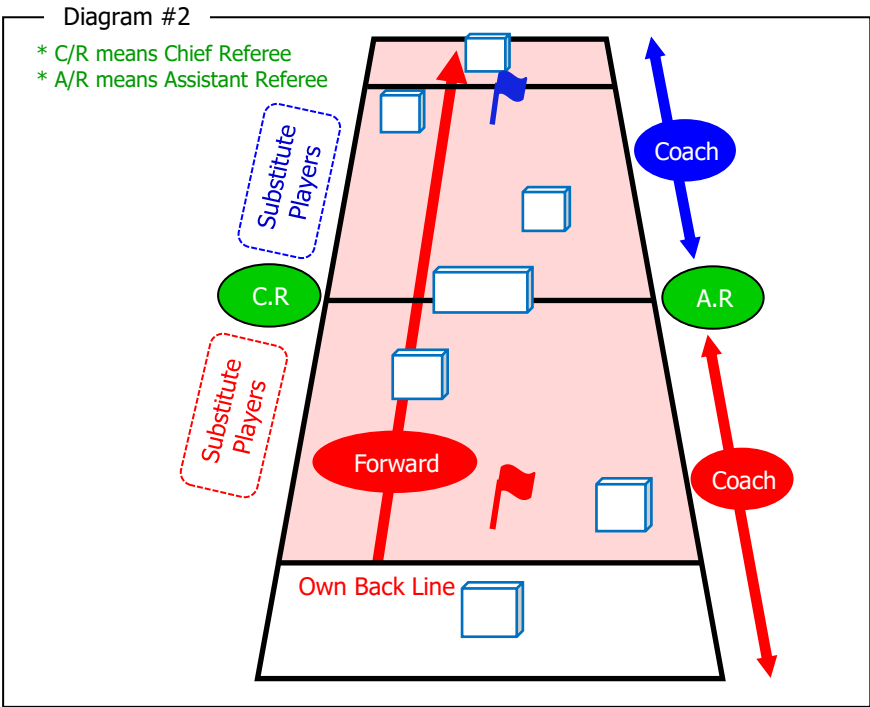 Diagram #2
* C/R means Chief Referee
* A/R means Assistant Referee
Substitute
Players
Coach
C.R
A.R
Substitute
Players
Forward
Coach
Own Back Line